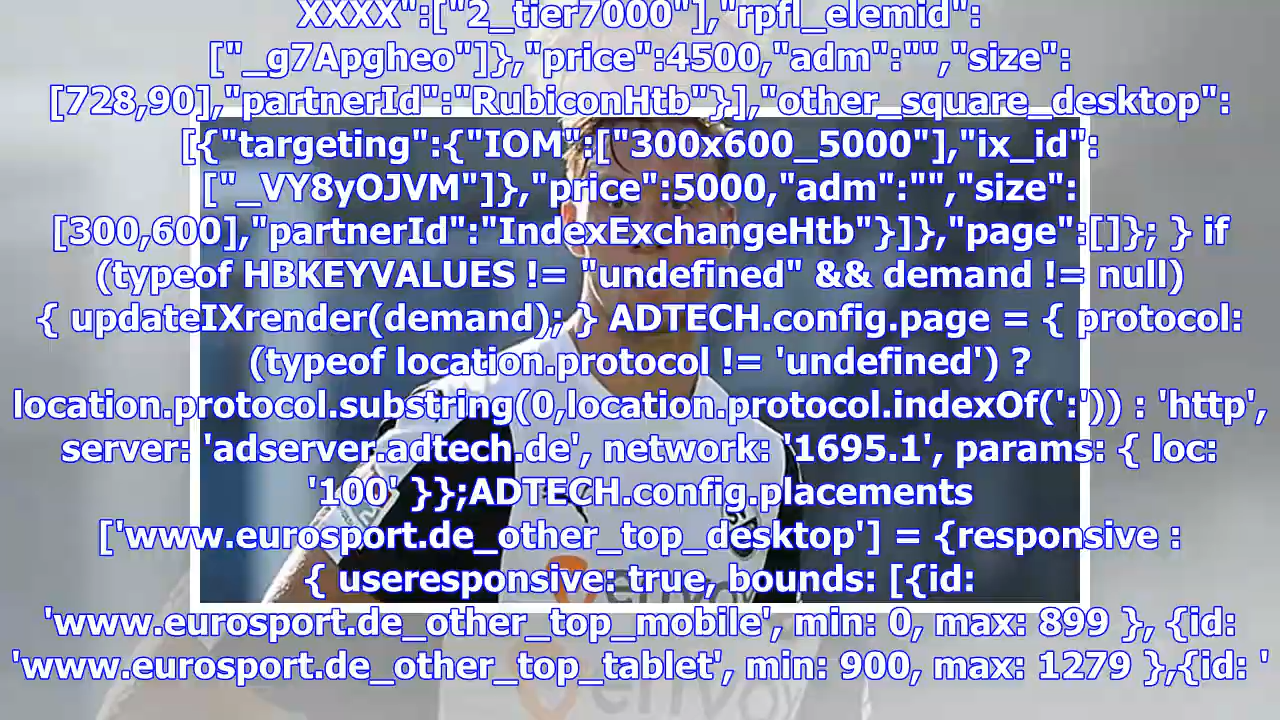 XXXX":["2_tier7000"],"rpfl_elemid":
["_g7Apgheo"]},"price":4500,"adm":"","size":
[728,90],"partnerId":"RubiconHtb"}],"other_square_desktop":
[{"targeting":{"IOM":["300x600_5000"],"ix_id":
["_VY8yOJVM"]},"price":5000,"adm":"","size":
[300,600],"partnerId":"IndexExchangeHtb"}]},"page":[]}; } if
(typeof HBKEYVALUES != "undefined" && demand != null)
{ updateIXrender(demand); } ADTECH.config.page = { protocol:
(typeof location.protocol != 'undefined') ?
location.protocol.substring(0,location.protocol.indexOf(':')) : 'http',
server: 'adserver.adtech.de', network: '1695.1', params: { loc:
'100' }};ADTECH.config.placements
['www.eurosport.de_other_top_desktop'] = {responsive :
{ useresponsive: true, bounds: [{id:
'www.eurosport.de_other_top_mobile', min: 0, max: 899 }, {id:
'www.eurosport.de_other_top_tablet', min: 900, max: 1279 },{id: '